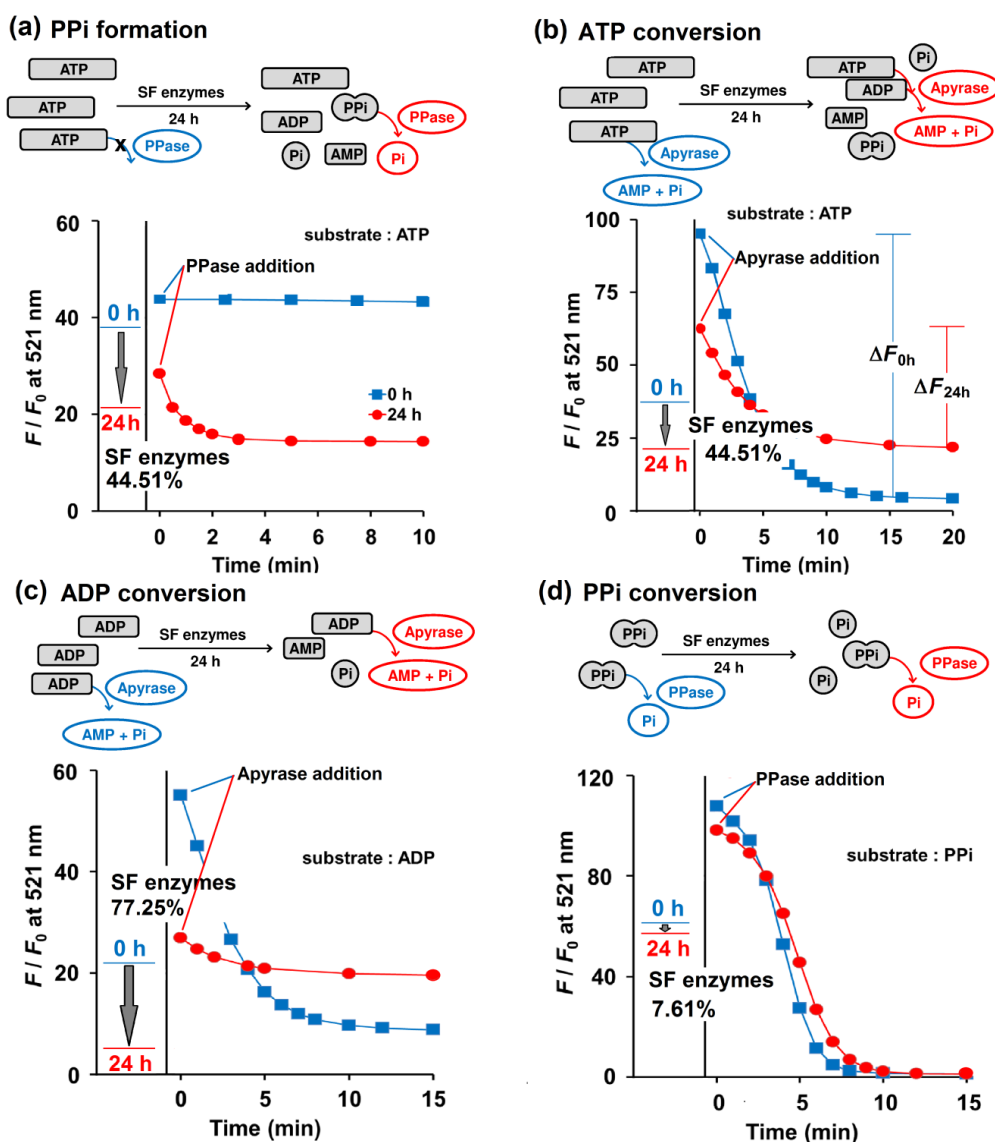 (a) PPi formation
ATP
ATP
ATP
x
PPase
SF enzymes
24 h
ATP
PPi
ADP
PPase
Pi
AMP
Pi
60
40
20
0
F / F0 at 521 nm
substrate : ATP
PPase addition
0 h
24h
0 h
24 h
SF enzymes
44.51%
0 2 4 6 8 10
Time (min)
(b) ATP conversion
ATP
ATP
ATP
Apyrase
AMP + Pi
SF enzymes
24 h
Pi
ATP
ADP
Apyrase
AMP
AMP + Pi
PPi
substrate : ATP
100
75
50
25
0
F / F0 at 521 nm
Apyrase addition
0 h
24 h
ΔF0h
ΔF24h
SF enzymes
44.51%
0 5 10 15 20
Time (min)
(c) ADP conversion
ADP
ADP
ADP
Apyrase
AMP + Pi
SF enzymes
24 h
ADP
Apyrase
AMP
Pi
AMP + Pi
60
40
20
0
F / F0 at 521 nm
Apyrase addition
substrate : ADP
SF enzymes
77.25%
0 h
24 h
0 5 10 15
Time (min)
(d) PPi conversion
PPi
PPi
PPase
Pi
SF enzymes
24 h
Pi
PPi
PPase
Pi
Pi
120
80
40
0
F / F0 at 521 nm
PPase addition
substrate : PPi
0 h
24 h
SF enzymes
7.61%
0 5 10 15
Time (min)